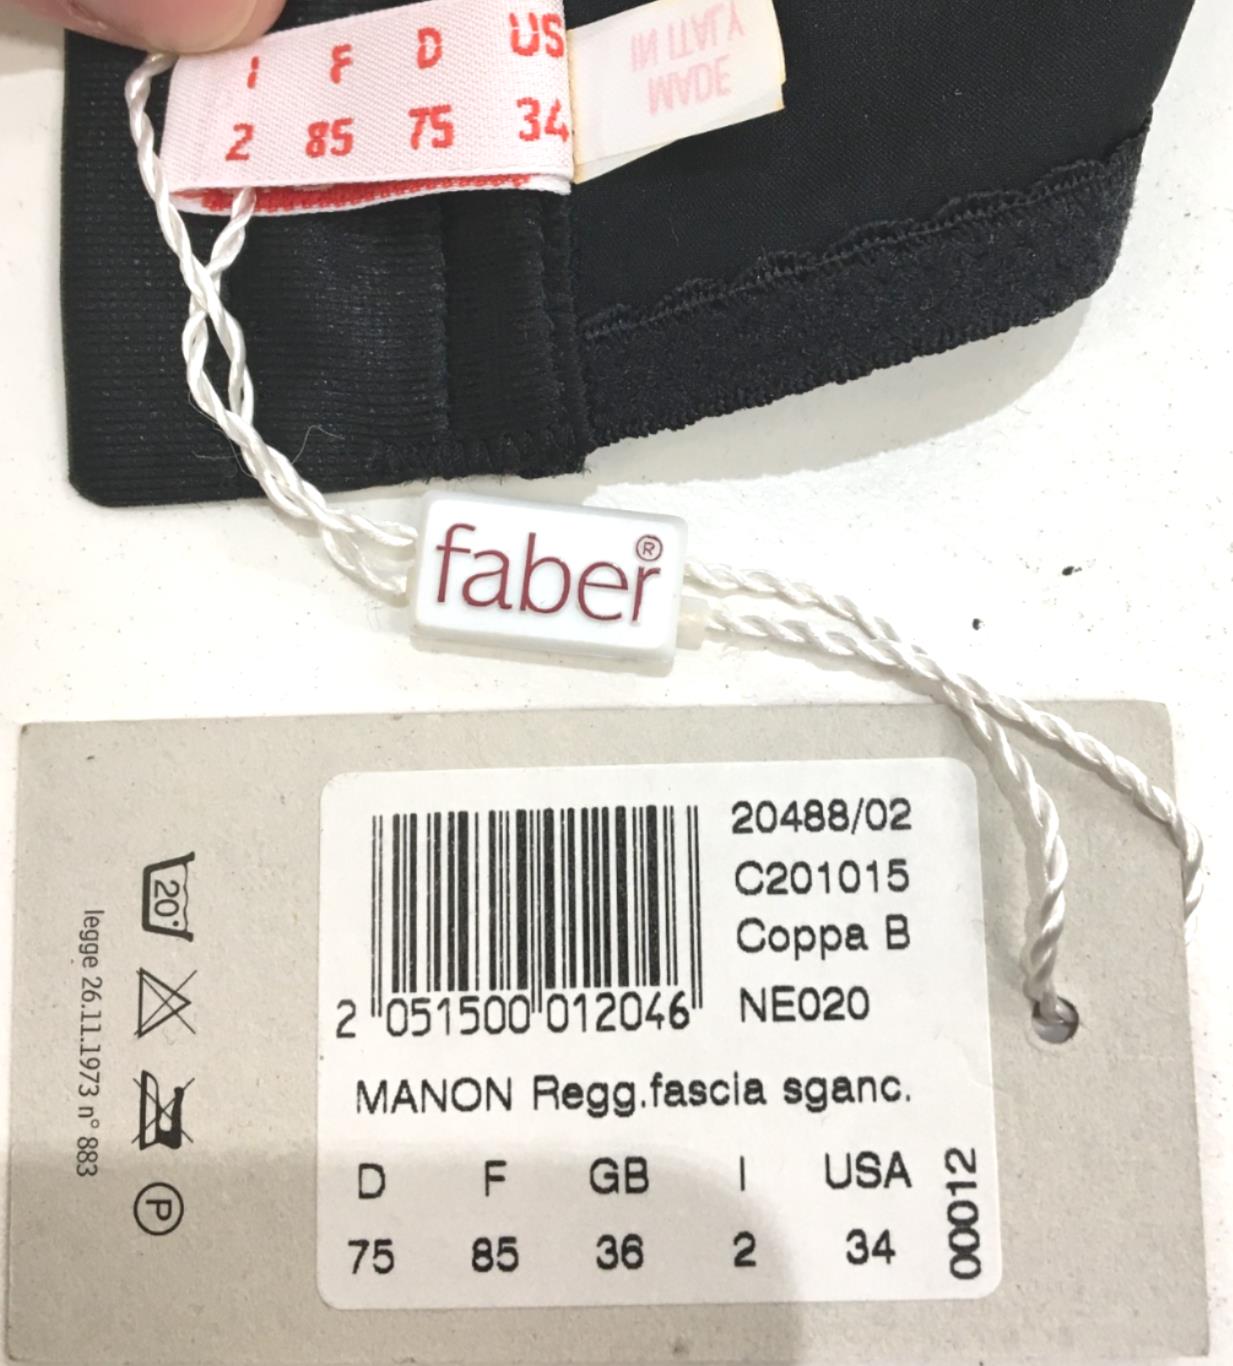 I F D US
2 85 75 34
MADE
IN ITALY
faber®
20488/02
C201015
Coppa B
NE020
2 051500 012046
MANON Regg.fascia sganc.
D F GB I USA
75 85 36 2 34
00012
20°
P
legge 26.11.1973 n° 883